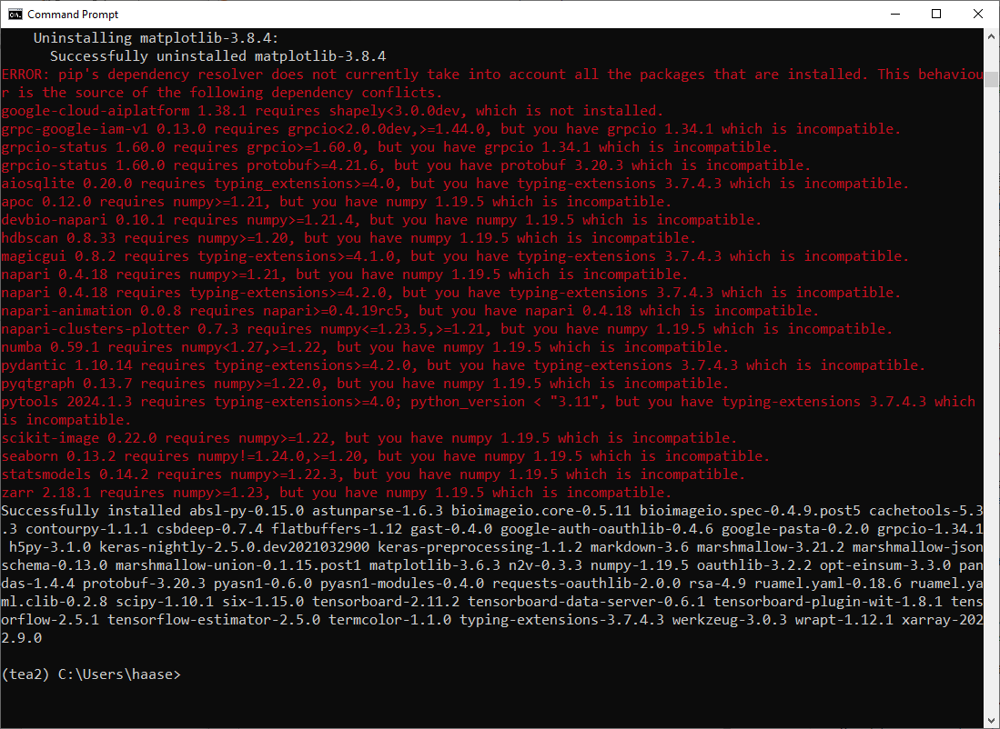 Command Prompt
Uninstalling matplotlib-3.8.4:
Successfully uninstalled matplotlib-3.8.4
ERROR: pip's dependency resolver does not currently take into account all the packages that are installed. This behaviou
r is the source of the following dependency conflicts.
google-cloud-aiplatform 1.38.1 requires shapely<3.0.0dev, which is not installed.
grpc-google-iam-v1 0.13.0 requires grpcio<2.0.0dev,>=1.44.0, but you have grpcio 1.34.1 which is incompatible.
grpcio-status 1.60.0 requires grpcio>=1.60.0, but you have grpcio 1.34.1 which is incompatible.
grpcio-status 1.60.0 requires protobuf>=4.21.6, but you have protobuf 3.20.3 which is incompatible.
aiosqlite 0.20.0 requires typing_extensions>=4.0, but you have typing-extensions 3.7.4.3 which is incompatible.
apoc 0.12.0 requires numpy>=1.21, but you have numpy 1.19.5 which is incompatible.
devbio-napari 0.10.1 requires numpy>=1.21.4, but you have numpy 1.19.5 which is incompatible.
hdbscan 0.8.33 requires numpy>=1.20, but you have numpy 1.19.5 which is incompatible.
magicgui 0.8.2 requires typing-extensions>=4.1.0, but you have typing-extensions 3.7.4.3 which is incompatible.
napari 0.4.18 requires numpy>=1.21, but you have numpy 1.19.5 which is incompatible.
napari 0.4.18 requires typing-extensions>=4.2.0, but you have typing-extensions 3.7.4.3 which is incompatible.
napari-animation 0.0.8 requires napari>=0.4.19rc5, but you have napari 0.4.18 which is incompatible.
napari-clusters-plotter 0.7.3 requires numpy<=1.23.5,>=1.21, but you have numpy 1.19.5 which is incompatible.
numba 0.59.1 requires numpy<1.27,>=1.22, but you have numpy 1.19.5 which is incompatible.
pydantic 1.10.14 requires typing-extensions>=4.2.0, but you have typing-extensions 3.7.4.3 which is incompatible.
pyqtgraph 0.13.7 requires numpy>=1.22.0, but you have numpy 1.19.5 which is incompatible.
pytools 2024.1.3 requires typing-extensions>=4.0; python_version < "3.11", but you have typing-extensions 3.7.4.3 which
is incompatible.
scikit-image 0.22.0 requires numpy>=1.22, but you have numpy 1.19.5 which is incompatible.
seaborn 0.13.2 requires numpy!=1.24.0,>=1.20, but you have numpy 1.19.5 which is incompatible.
statsmodels 0.14.2 requires numpy>=1.22.3, but you have numpy 1.19.5 which is incompatible.
zarr 2.18.1 requires numpy>=1.23, but you have numpy 1.19.5 which is incompatible.
Successfully installed absl-py-0.15.0 astunparse-1.6.3 bioimageio.core-0.5.11 bioimageio.spec-0.4.9.post5 cachetools-5.3
.3 contourpy-1.1.1 csbdeep-0.7.4 flatbuffers-1.12 gast-0.4.0 google-auth-oauthlib-0.4.6 google-pasta-0.2.0 grpcio-1.34.1
h5py-3.1.0 keras-nightly-2.5.0.dev2021032900 keras-preprocessing-1.1.2 markdown-3.6 marshmallow-3.21.2 marshmallow-json
schema-0.13.0 marshmallow-union-0.1.15.post1 matplotlib-3.6.3 n2v-0.3.3 numpy-1.19.5 oauthlib-3.2.2 opt-einsum-3.3.0 pan
das-1.4.4 protobuf-3.20.3 pyasn1-0.6.0 pyasn1-modules-0.4.0 requests-oauthlib-2.0.0 rsa-4.9 ruamel.yaml-0.18.6 ruamel.ya
ml.clib-0.2.8 scipy-1.10.1 six-1.15.0 tensorboard-2.11.2 tensorboard-data-server-0.6.1 tensorboard-plugin-wit-1.8.1 tens
orflow-2.5.1 tensorflow-estimator-2.5.0 termcolor-1.1.0 typing-extensions-3.7.4.3 werkzeug-3.0.3 wrapt-1.12.1 xarray-202
2.9.0
(tea2) C:\Users\haase>